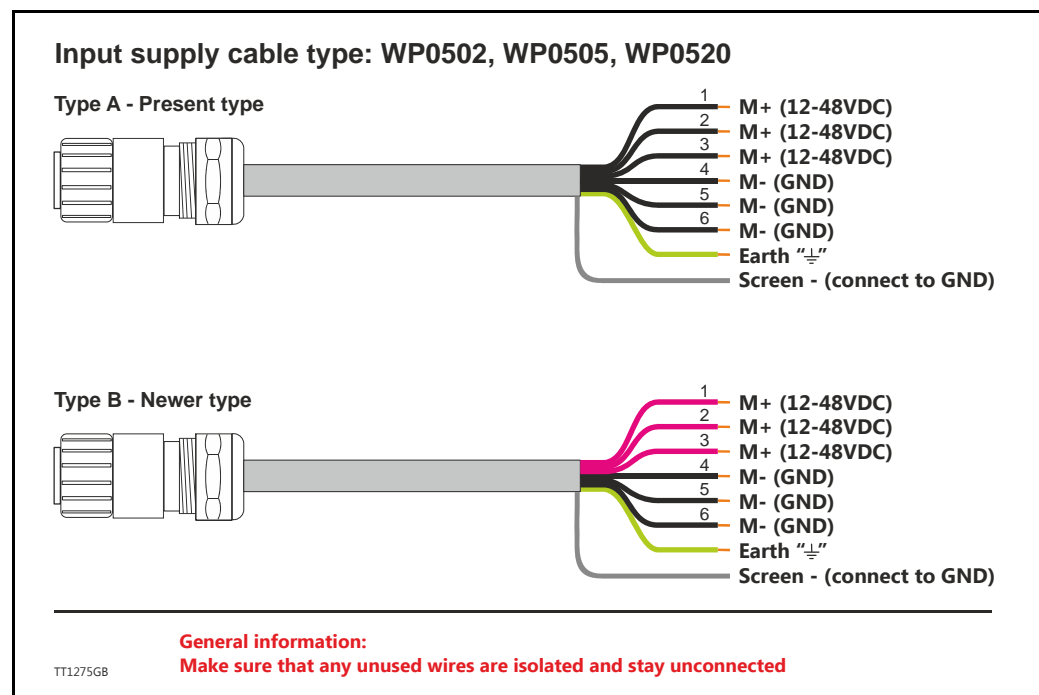 Input supply cable type: WP0502, WP0505, WP0520
Type A - Present type
1 M+ (12-48VDC)
2 M+ (12-48VDC)
3 M+ (12-48VDC)
4 M- (GND)
5 M- (GND)
6 M- (GND)
Earth “⏚”
Screen - (connect to GND)
Type B - Newer type
1 M+ (12-48VDC)
2 M+ (12-48VDC)
3 M+ (12-48VDC)
4 M- (GND)
5 M- (GND)
6 M- (GND)
Earth “⏚”
Screen - (connect to GND)
General information:
Make sure that any unused wires are isolated and stay unconnected
TT1275GB